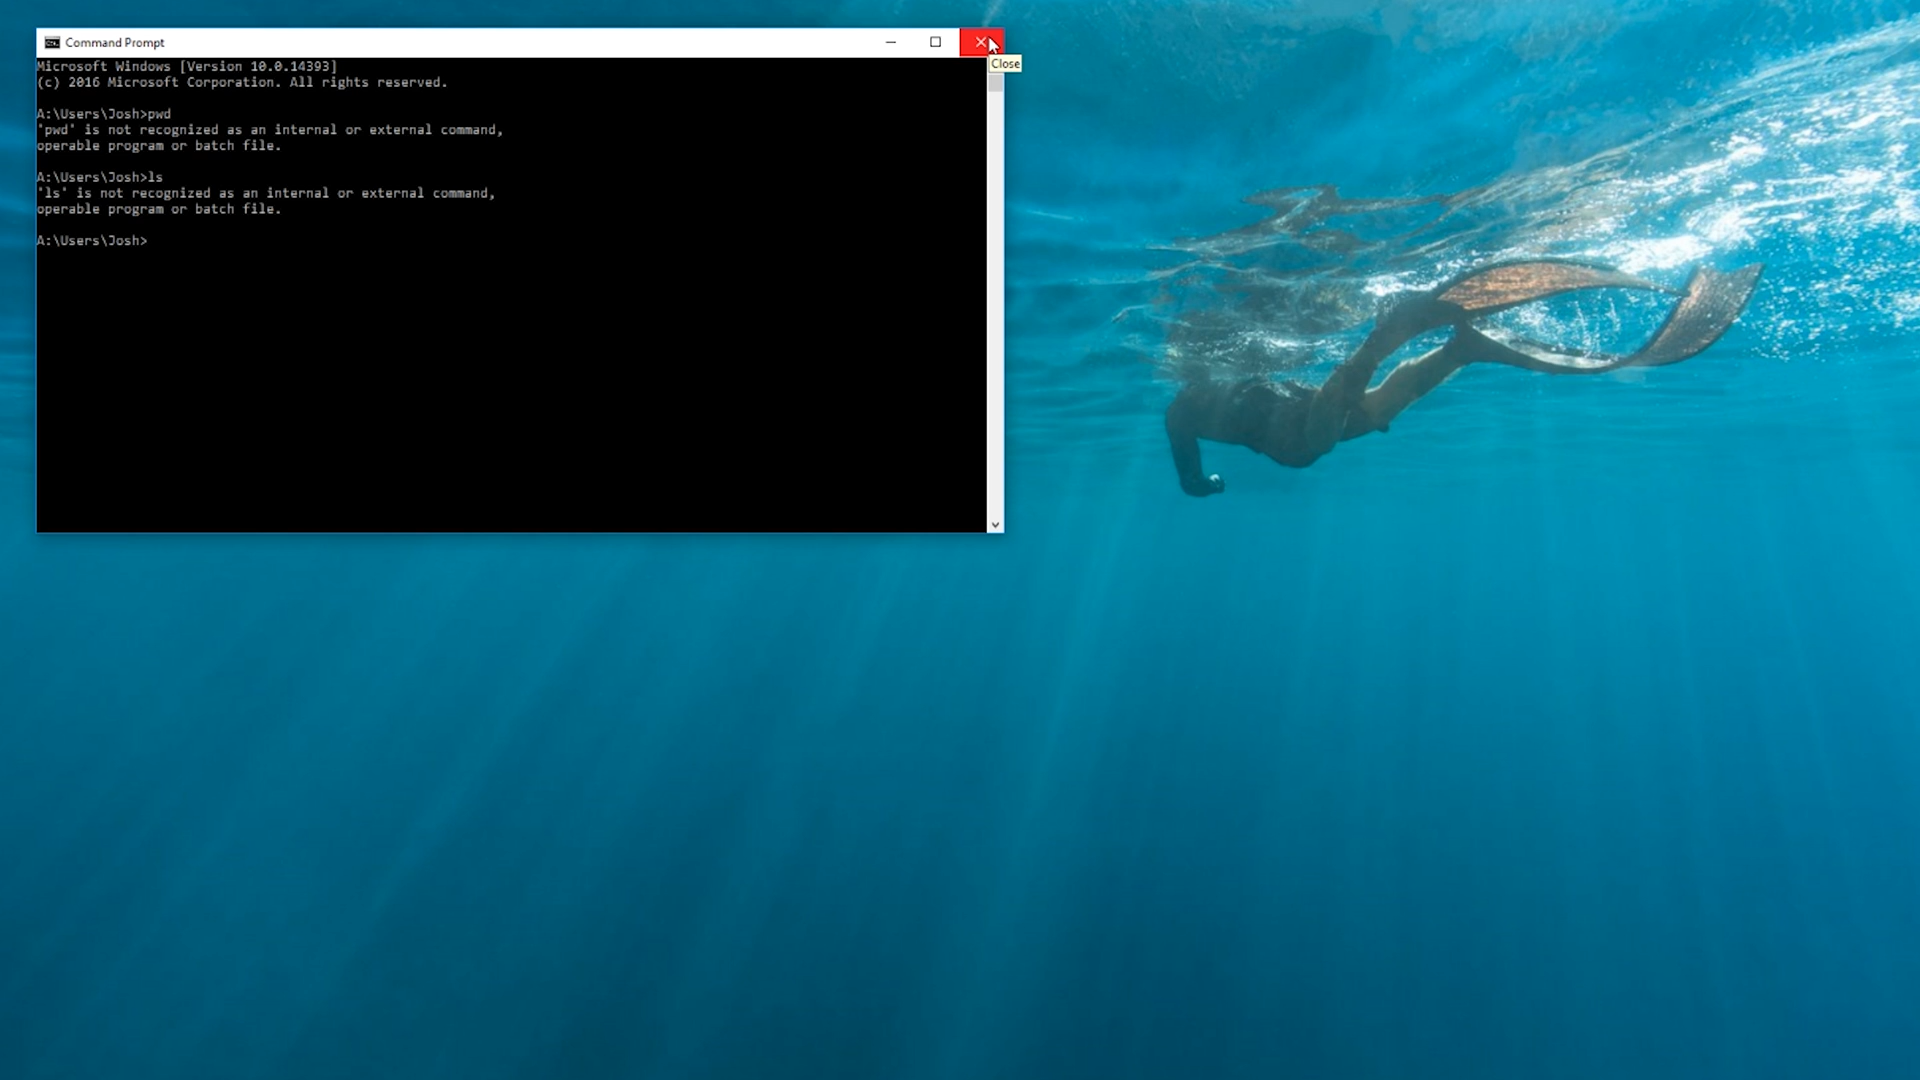 Command Prompt
Close
Microsoft Windows [Version 10.0.14393]
(c) 2016 Microsoft Corporation. All rights reserved.
A:\Users\Josh>pwd
'pwd' is not recognized as an internal or external command,
operable program or batch file.
A:\Users\Josh>ls
'ls' is not recognized as an internal or external command,
operable program or batch file.
A:\Users\Josh>